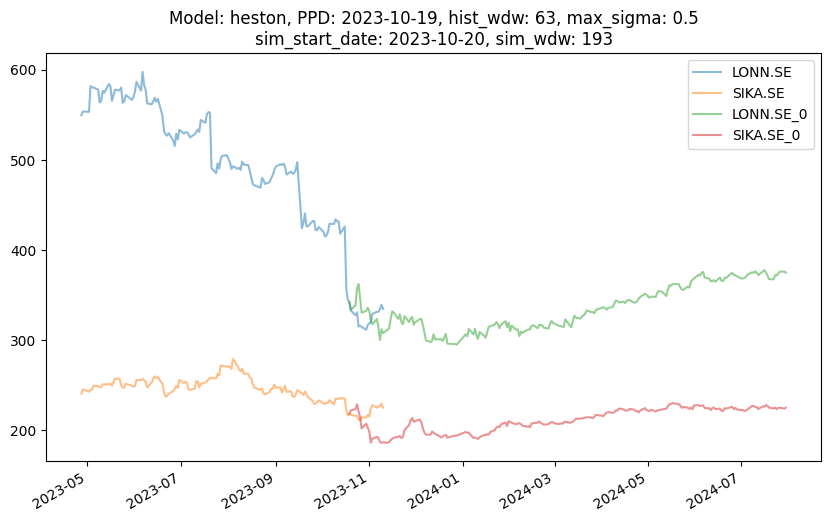 Model: heston, PPD: 2023-10-19, hist_wdw: 63, max_sigma: 0.5
sim_start_date: 2023-10-20, sim_wdw: 193
LONN.SE
SIKA.SE
LONN.SE_0
SIKA.SE_0
600
500
400
300
200
2023-05
2023-07
2023-09
2023-11
2024-01
2024-03
2024-05
2024-07